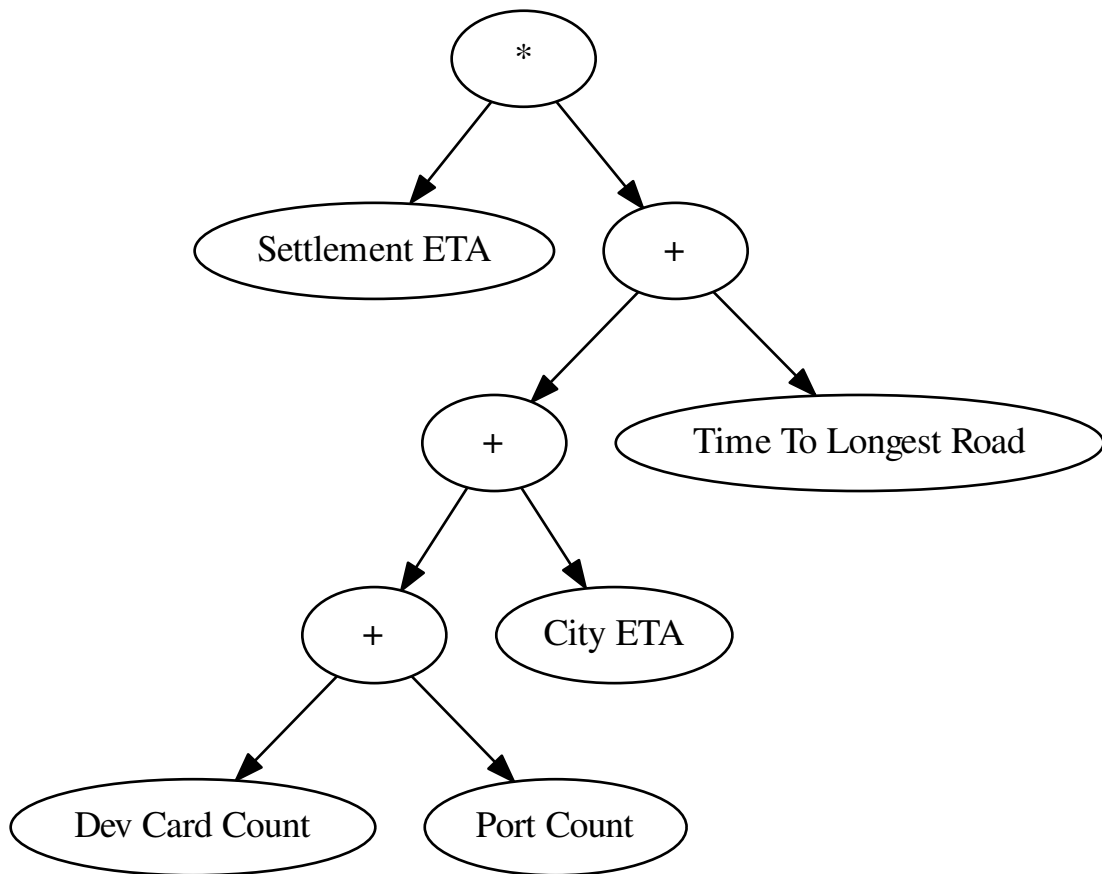 *
Settlement ETA
+
+
Time To Longest Road
+
City ETA
Dev Card Count
Port Count